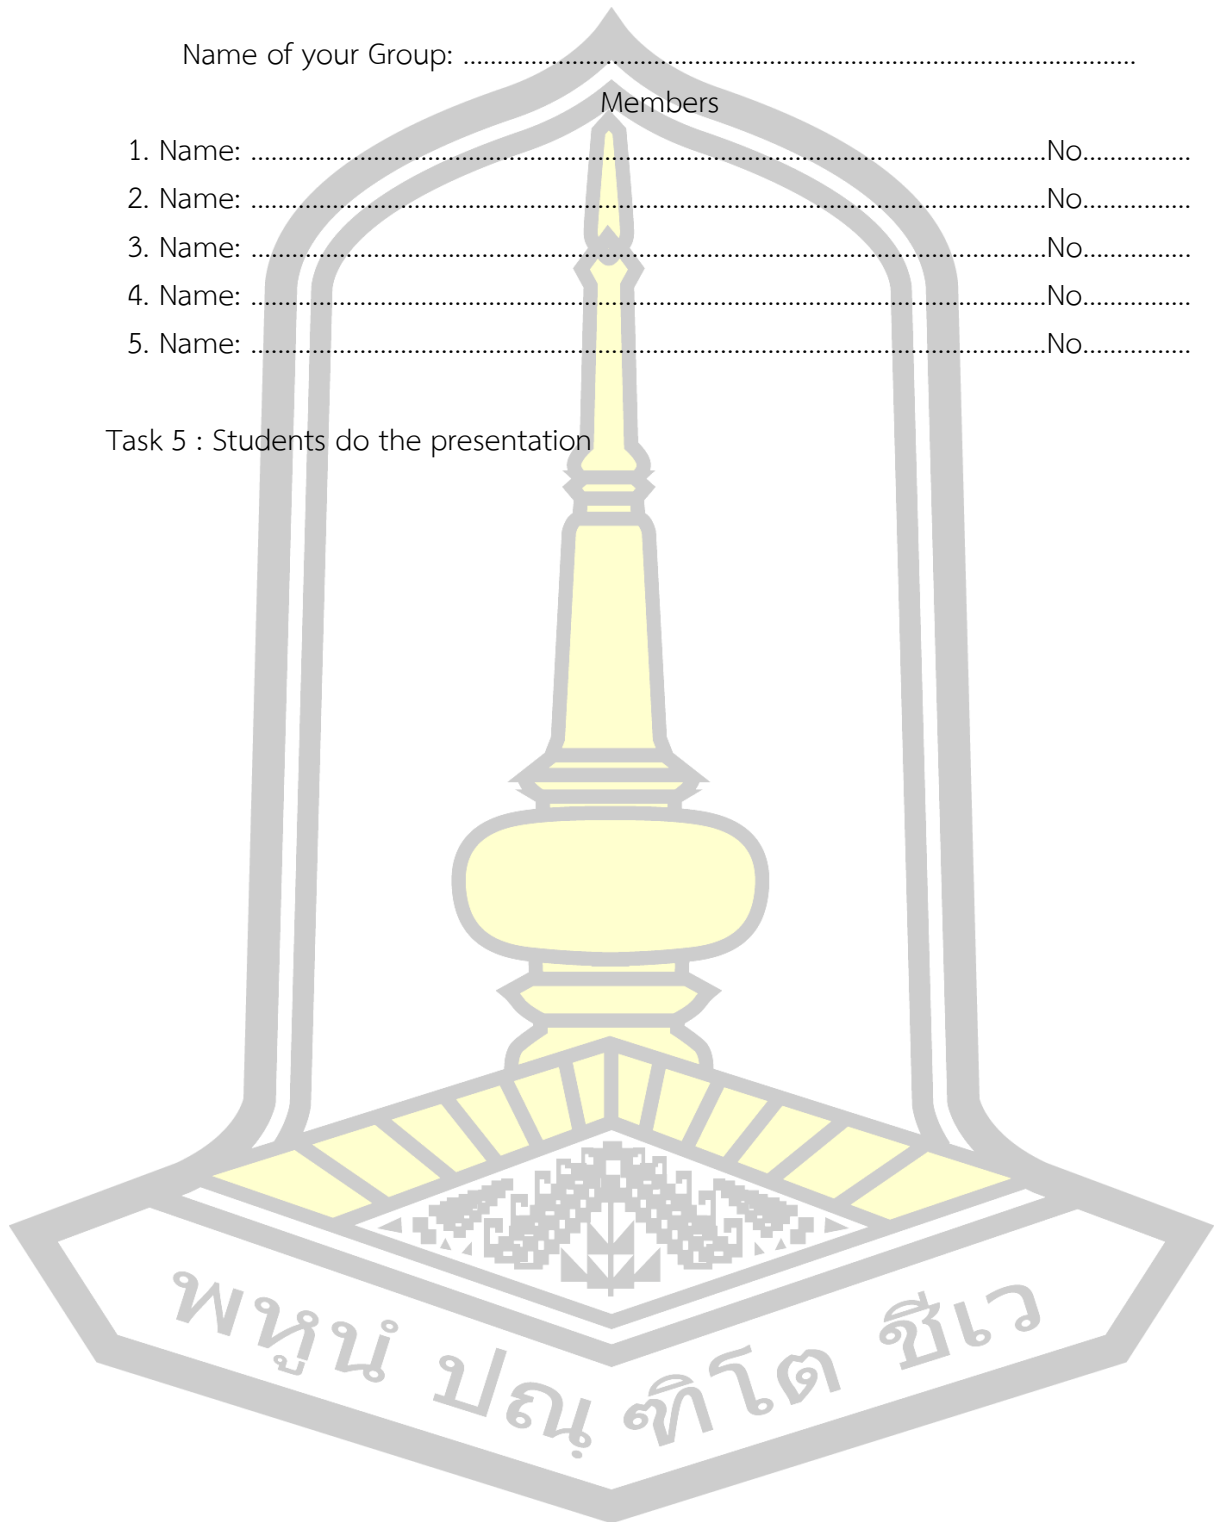 Name of your Group: ....................................................................................................
Members
1. Name: .......................................................................................................................No................
2. Name: .......................................................................................................................No................
3. Name: .......................................................................................................................No................
4. Name: .......................................................................................................................No................
5. Name: .......................................................................................................................No................
Task 5 : Students do the presentation
พหูนํ ปณฺฑิโต ชีเว